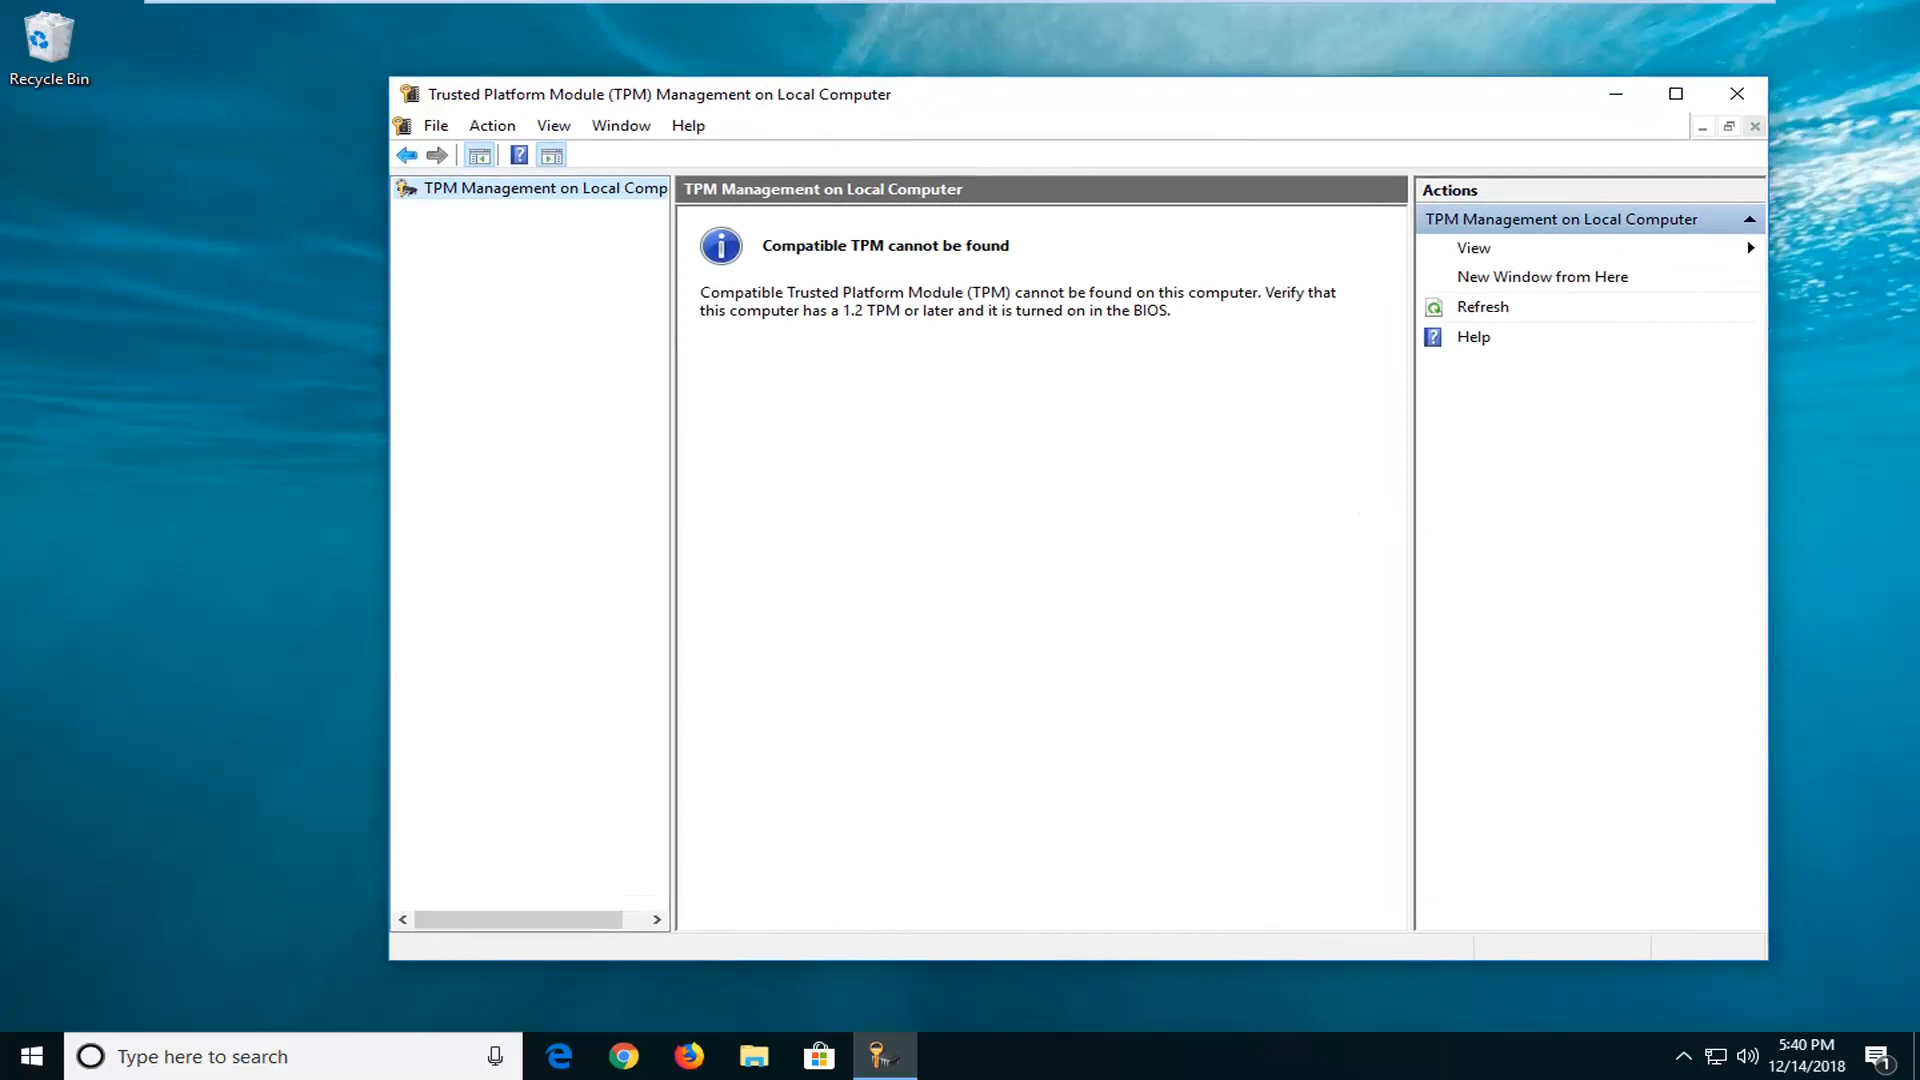 Recycle Bin
Trusted Platform Module (TPM) Management on Local Computer
File Action View Window Help
TPM Management on Local Comp
TPM Management on Local Computer
Compatible TPM cannot be found
Compatible Trusted Platform Module (TPM) cannot be found on this computer. Verify that
this computer has a 1.2 TPM or later and it is turned on in the BIOS.
Actions
TPM Management on Local Computer
View
New Window from Here
Refresh
Help
Type here to search
5:40 PM
12/14/2018
1